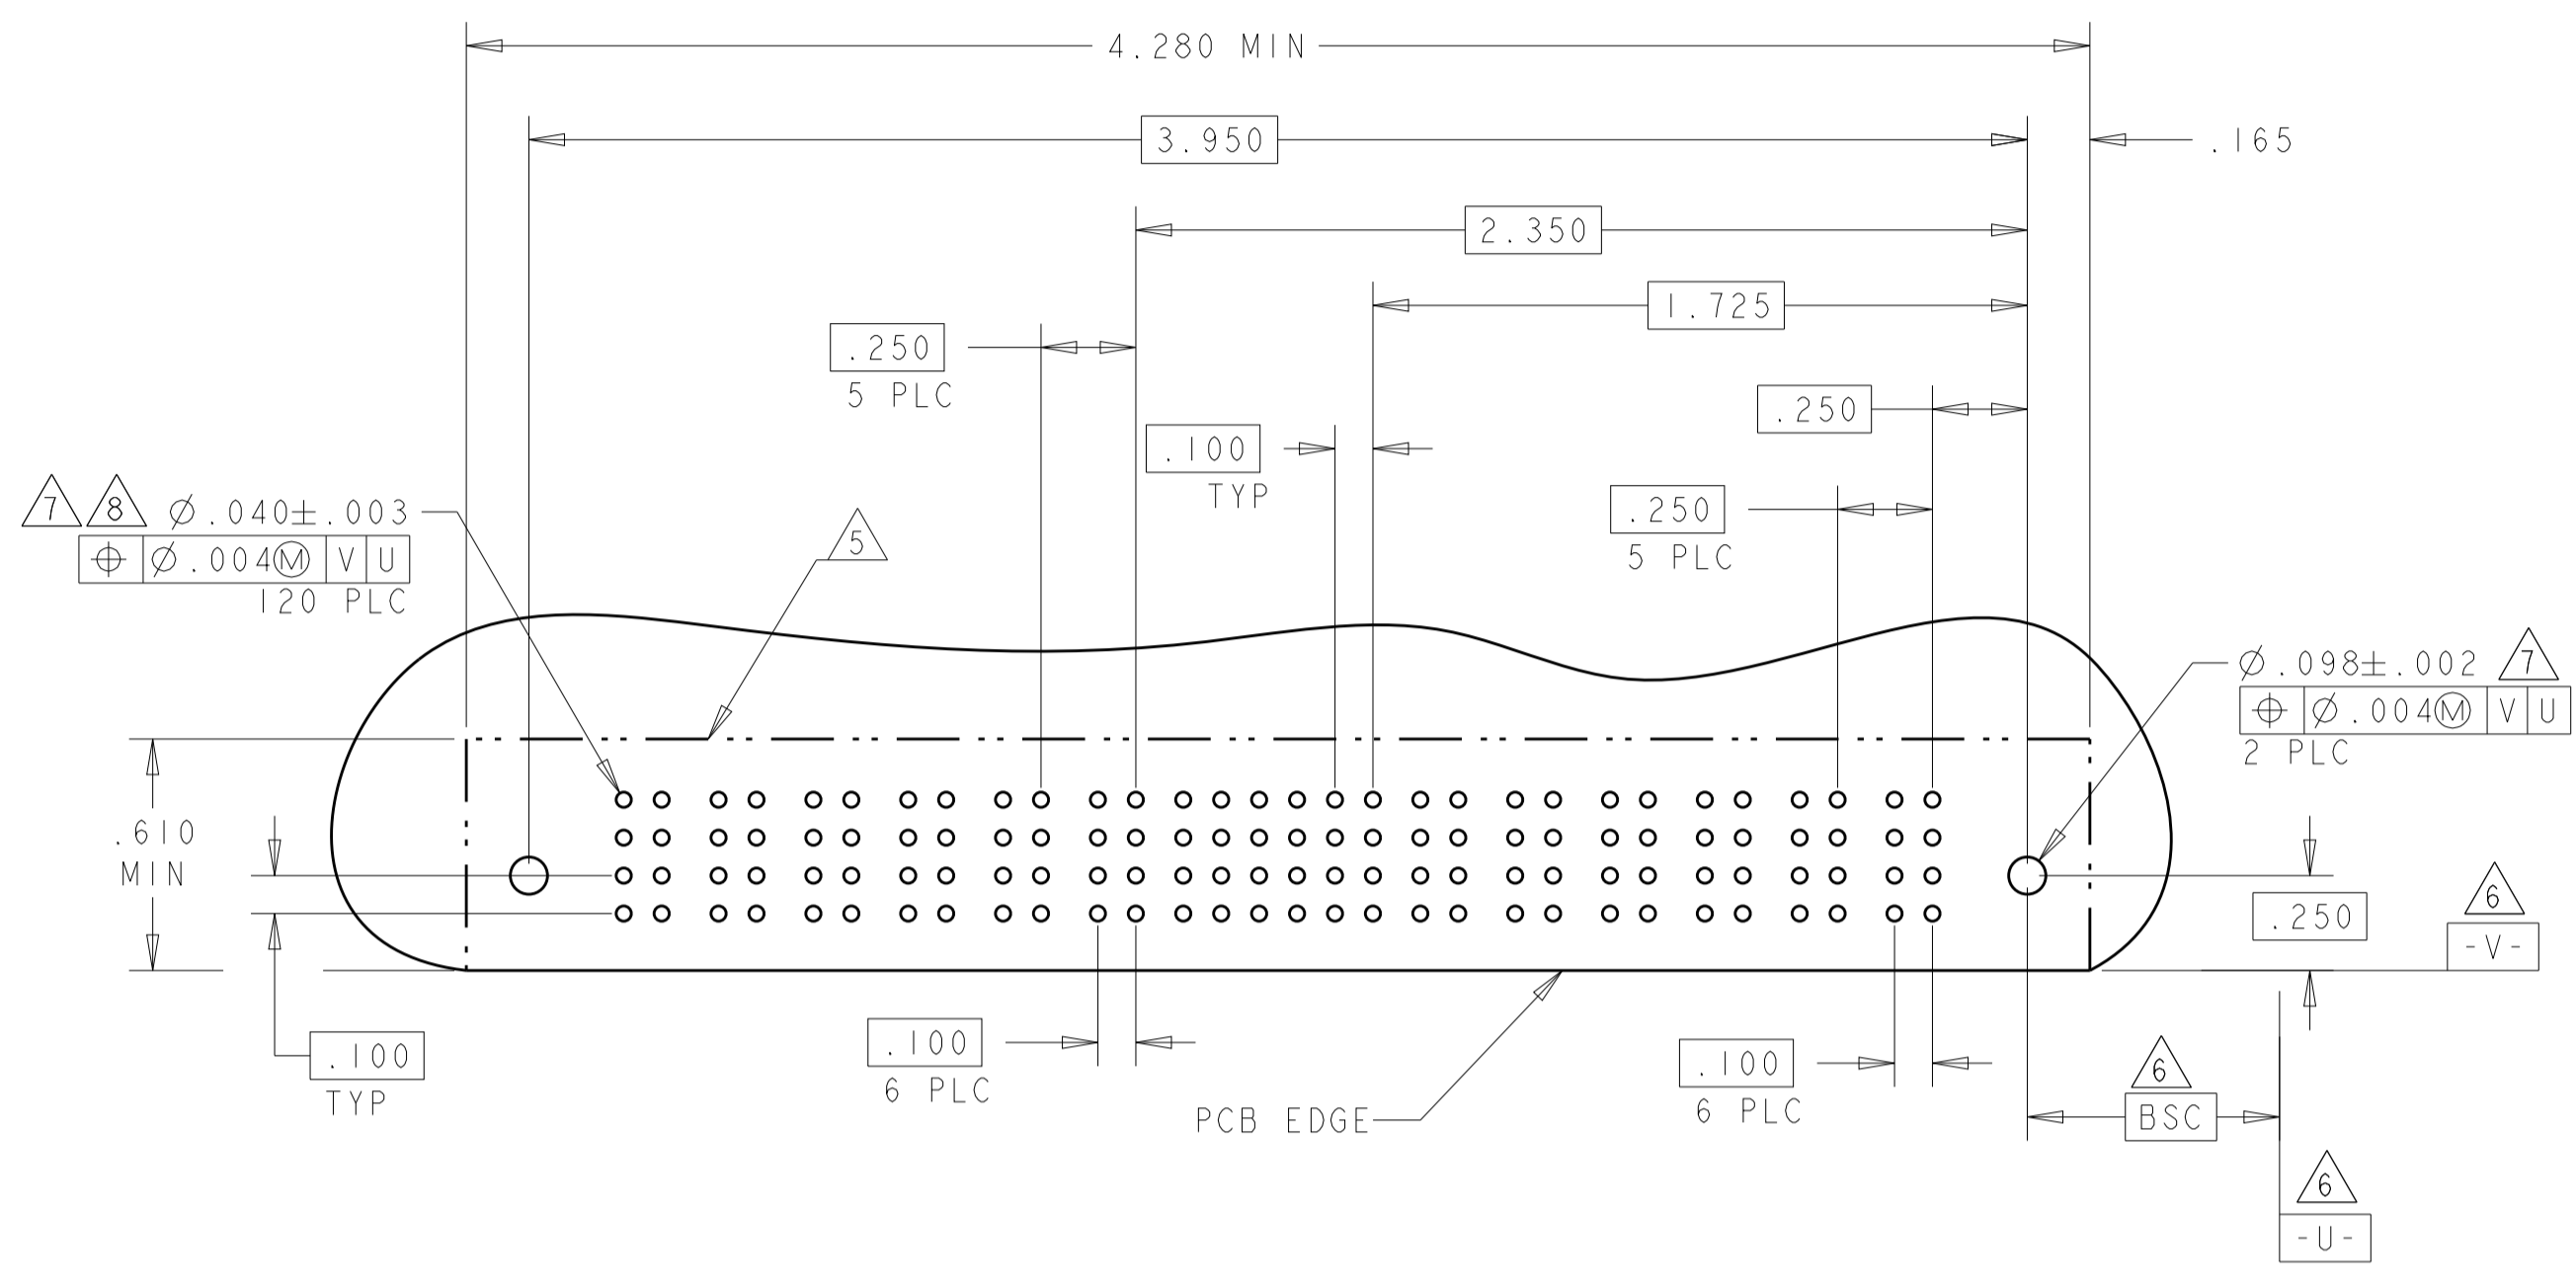 4.280 MIN
3.950
.165
2.350
1.725
.250
5 PLC
.250
.100
TYP
.250
5 PLC
7 8 Ø.040±.003
⌖ Ø.004Ⓜ V U
120 PLC
5
Ø.098±.002 7
⌖ Ø.004Ⓜ V U
2 PLC
.610
MIN
.250
6
-V-
.100
TYP
.100
6 PLC
PCB EDGE
.100
6 PLC
6
BSC
6
-U-